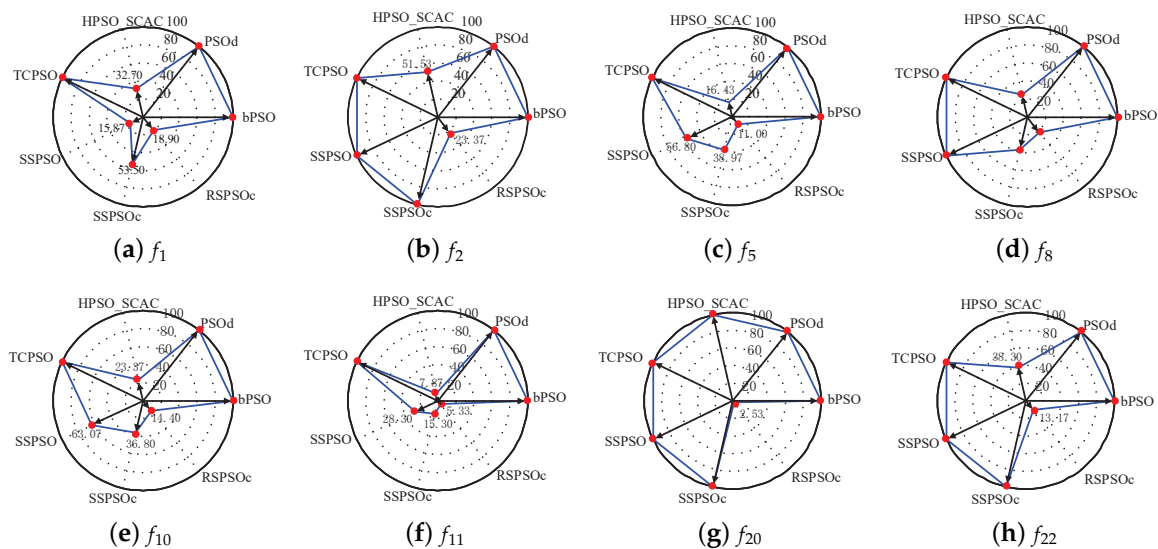 HPSO_SCAC 100
80
PSOd
60
TCPSO
32.70
40
20
bPSO
15.87
18.90
SSPSO
53.50
RSPSOc
SSPSOc
(a) f1
HPSO_SCAC 100
80
PSOd
60
51.53
TCPSO
40
20
bPSO
23.37
SSPSO
RSPSOc
SSPSOc
(b) f2
HPSO_SCAC 100
80
PSOd
60
TCPSO
40
16.43
20
bPSO
11.00
56.80
38.97
SSPSO
RSPSOc
SSPSOc
(c) f5
HPSO_SCAC 100
80
PSOd
60
TCPSO
40
20
bPSO
SSPSO
RSPSOc
SSPSOc
(d) f8
HPSO_SCAC
100
PSOd
80
60
TCPSO
23.37
40
20
bPSO
14.40
63.07
SSPSO
36.80
RSPSOc
SSPSOc
(e) f10
HPSO_SCAC
100
PSOd
80
60
TCPSO
40
7.87
20
bPSO
28.30
5.33
15.30
SSPSO
RSPSOc
SSPSOc
(f) f11
HPSO_SCAC
100
PSOd
80
60
TCPSO
40
20
bPSO
2.53
SSPSO
RSPSOc
SSPSOc
(g) f20
HPSO_SCAC
100
PSOd
80
60
TCPSO
38.30
40
20
bPSO
13.17
SSPSO
RSPSOc
SSPSOc
(h) f22